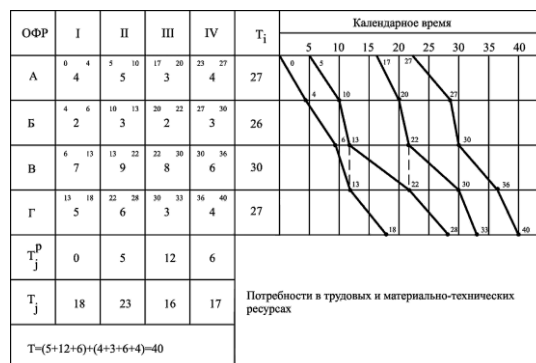 ОФР I II III IV Ti Календарное время
5 10 15 20 25 30 35 40
0 4 5 10 17 20 23 27 0 5 17 27
А 4 5 3 4 27
4 10 20 27
4 6 10 13 20 22 27 30
Б 2 3 2 3 26
6 13 22 30
6 13 13 22 22 30 30 36
В 7 9 8 6 30
13 22 30 36
13 18 22 28 30 33 36 40
Г 5 6 3 4 27
18 28 33 40
Tjp 0 5 12 6
Tj 18 23 16 17
Потребности в трудовых и материально-технических
ресурсах
T=(5+12+6)+(4+3+6+4)=40